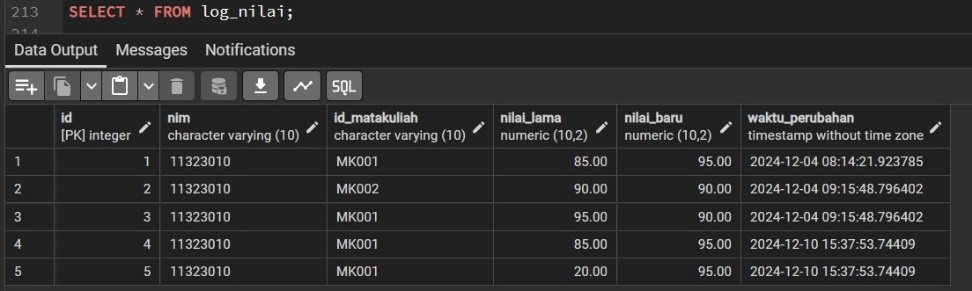 213 SELECT * FROM log_nilai;
Data Output Messages Notifications
SQL
id nim id_matakuliah nilai_lama nilai_baru waktu_perubahan
[PK] integer character varying (10) character varying (10) numeric (10,2) numeric (10,2) timestamp without time zone
1 1 11323010 MK001 85.00 95.00 2024-12-04 08:14:21.923785
2 2 11323010 MK002 90.00 90.00 2024-12-04 09:15:48.796402
3 3 11323010 MK001 95.00 90.00 2024-12-04 09:15:48.796402
4 4 11323010 MK001 85.00 95.00 2024-12-10 15:37:53.74409
5 5 11323010 MK001 20.00 95.00 2024-12-10 15:37:53.74409